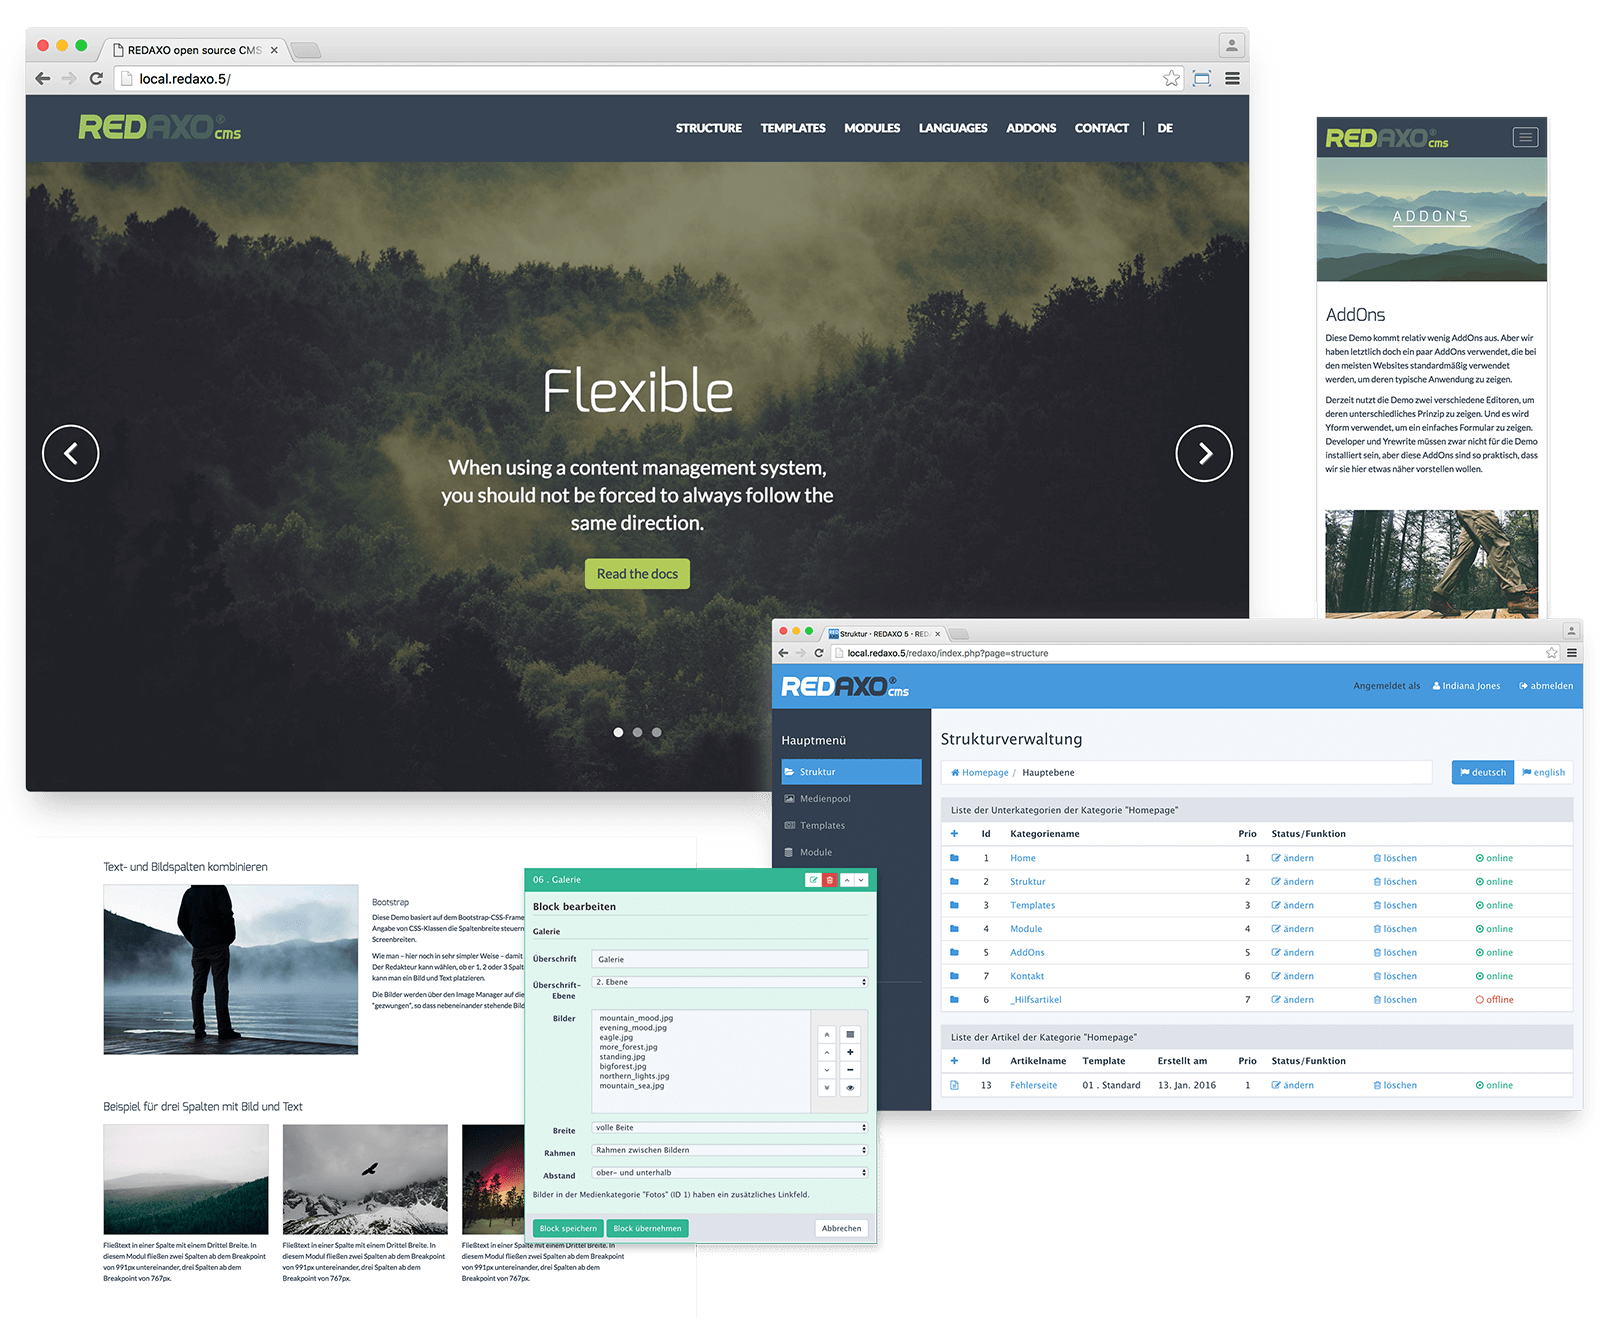 REDAXO open source CMS
local.redaxo.5/
REDAXO® cms
STRUCTURE TEMPLATES MODULES LANGUAGES ADDONS CONTACT | DE
Flexible
When using a content management system,
you should not be forced to always follow the
same direction.
Read the docs
REDAXO® cms
ADDONS
AddOns
Diese Demo kommt relativ wenig AddOns aus. Aber wir
haben letztlich doch ein paar AddOns verwendet, die bei
den meisten Websites standardmäßig verwendet
werden, um deren typische Anwendung zu zeigen.
Derzeit nutzt die Demo zwei verschiedene Editoren, um
deren unterschiedliches Prinzip zu zeigen. Und es wird
Yform verwendet, um ein einfaches Formular zu zeigen.
Developer und Yrewrite müssen zwar nicht für die Demo
installiert sein, aber diese AddOns sind so praktisch, dass
wir sie hier etwas näher vorstellen wollen.
Struktur · REDAXO 5 · RED
local.redaxo.5/redaxo/index.php?page=structure
REDAXO® cms
Angemeldet als Indiana Jones abmelden
Hauptmenü
Struktur
Medienpool
Templates
Module
Strukturverwaltung
Homepage / Hauptebene
deutsch english
Liste der Unterkategorien der Kategorie "Homepage"
+ Id Kategoriename Prio Status/Funktion
1 Home 1 ändern löschen online
2 Struktur 2 ändern löschen online
3 Templates 3 ändern löschen online
4 Module 4 ändern löschen online
5 AddOns 5 ändern löschen online
7 Kontakt 6 ändern löschen online
6 _Hilfsartikel 7 ändern löschen offline
Liste der Artikel der Kategorie "Homepage"
+ Id Artikelname Template Erstellt am Prio Status/Funktion
13 Fehlerseite 01 . Standard 13. Jan. 2016 1 ändern löschen online
Text- und Bildspalten kombinieren
Bootstrap
Diese Demo basiert auf dem Bootstrap-CSS-Frame
Angabe von CSS-Klassen die Spaltenbreite steuern
Screenbreiten.
Wie man – hier noch in sehr simpler Weise – damit
Der Redakteur kann wählen, ob er 1, 2 oder 3 Spalt
kann man ein Bild und Text platzieren.
Die Bilder werden über den Image Manager auf die
"gezwungen", so dass nebeneinander stehende Bild
Beispiel für drei Spalten mit Bild und Text
Fließtext in einer Spalte mit einem Drittel Breite. In
diesem Modul fließen zwei Spalten ab dem Breakpoint
von 991px untereinander, drei Spalten ab dem
Breakpoint von 767px.
Fließtext in einer Spalte mit einem Drittel Breite. In
diesem Modul fließen zwei Spalten ab dem Breakpoint
von 991px untereinander, drei Spalten ab dem
Breakpoint von 767px.
Fließtext in einer Spalte mit einem Drittel Breite. In
diesem Modul fließen zwei Spalten ab dem Breakpoint
von 991px untereinander, drei Spalten ab dem
Breakpoint von 767px.
06 . Galerie
Block bearbeiten
Galerie
Überschrift Galerie
Überschrift-
Ebene
2. Ebene
Bilder
mountain_mood.jpg
evening_mood.jpg
eagle.jpg
more_forest.jpg
standing.jpg
bigforest.jpg
northern_lights.jpg
mountain_sea.jpg
Breite volle Beite
Rahmen Rahmen zwischen Bildern
Abstand ober- und unterhalb
Bilder in der Medienkategorie "Fotos" (ID 1) haben ein zusätzliches Linkfeld.
Block speichern Block übernehmen Abbrechen